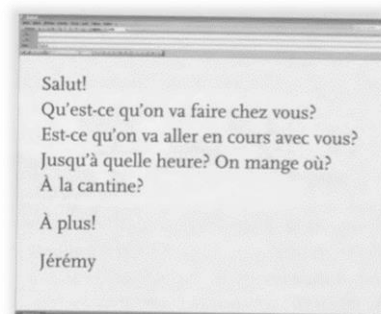 Salut!
Qu'est-ce qu'on va faire chez vous?
Est-ce qu'on va aller en cours avec vous?
Jusqu'à quelle heure? On mange où?
À la cantine?
À plus!
Jérémy